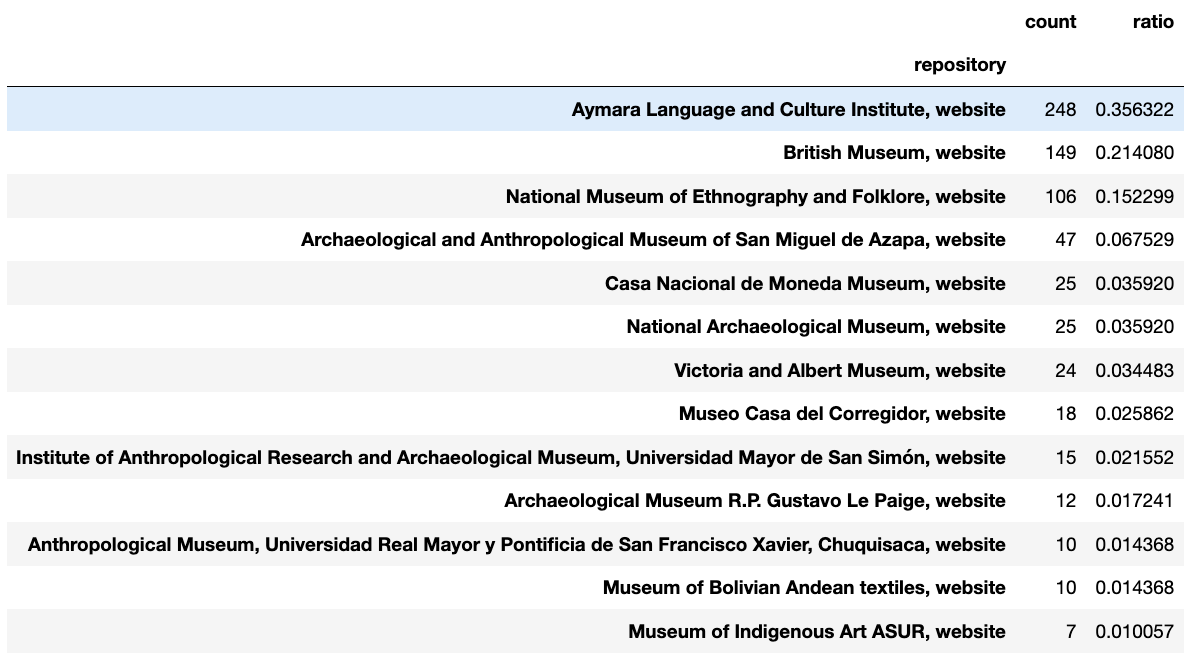 count ratio
repository
Aymara Language and Culture Institute, website 248 0.356322
British Museum, website 149 0.214080
National Museum of Ethnography and Folklore, website 106 0.152299
Archaeological and Anthropological Museum of San Miguel de Azapa, website 47 0.067529
Casa Nacional de Moneda Museum, website 25 0.035920
National Archaeological Museum, website 25 0.035920
Victoria and Albert Museum, website 24 0.034483
Museo Casa del Corregidor, website 18 0.025862
Institute of Anthropological Research and Archaeological Museum, Universidad Mayor de San Simón, website 15 0.021552
Archaeological Museum R.P. Gustavo Le Paige, website 12 0.017241
Anthropological Museum, Universidad Real Mayor y Pontificia de San Francisco Xavier, Chuquisaca, website 10 0.014368
Museum of Bolivian Andean textiles, website 10 0.014368
Museum of Indigenous Art ASUR, website 7 0.010057